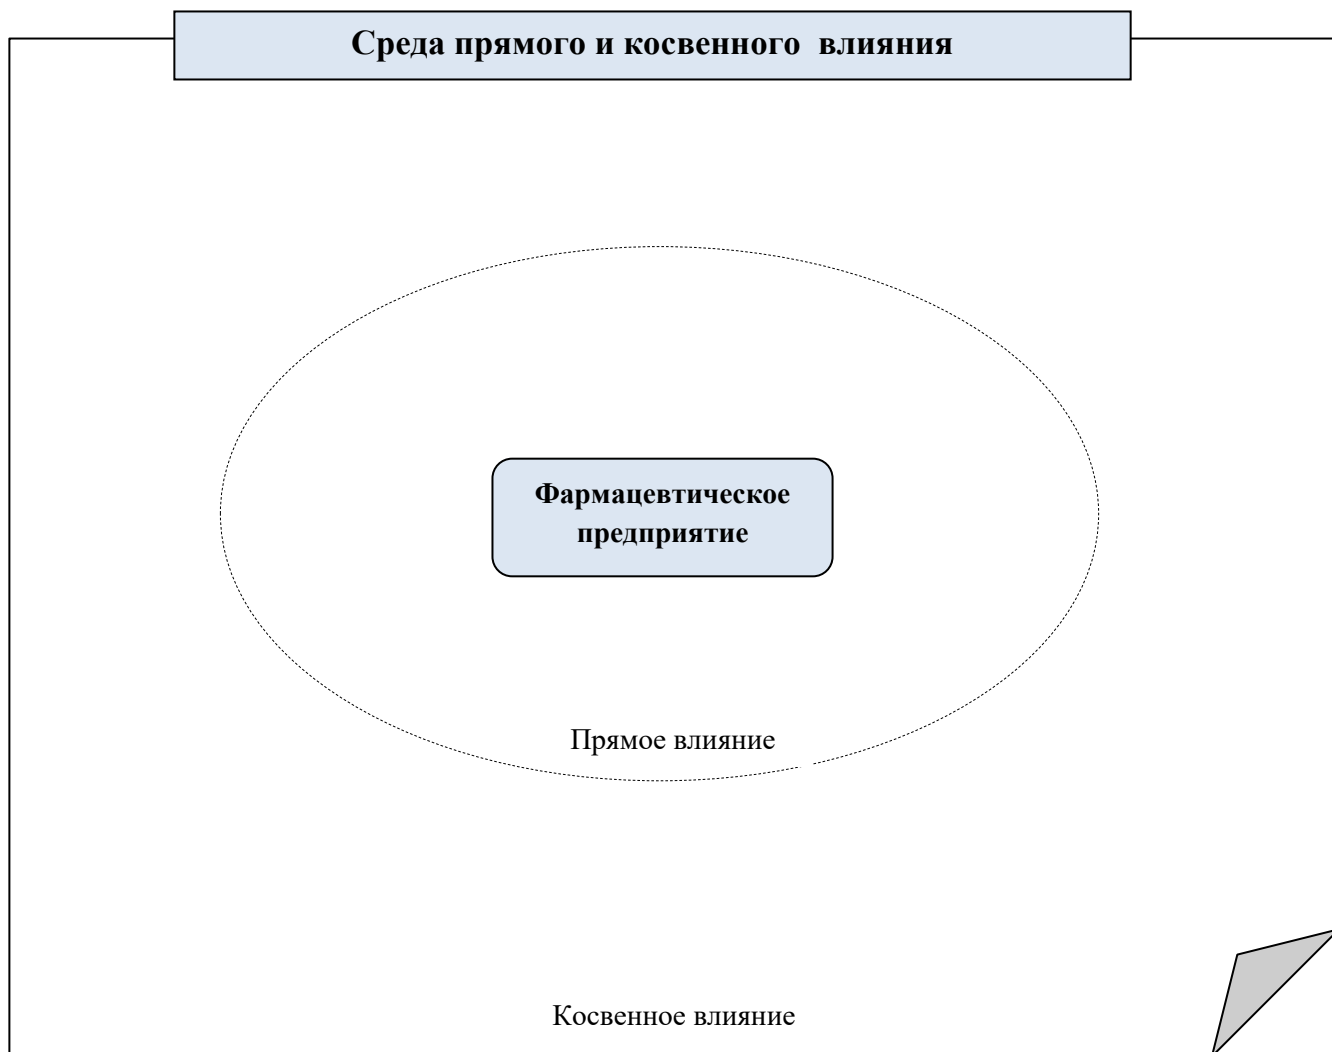 Среда прямого и косвенного  влияния
Фармацевтическое
предприятие
Прямое влияние
Косвенное влияние